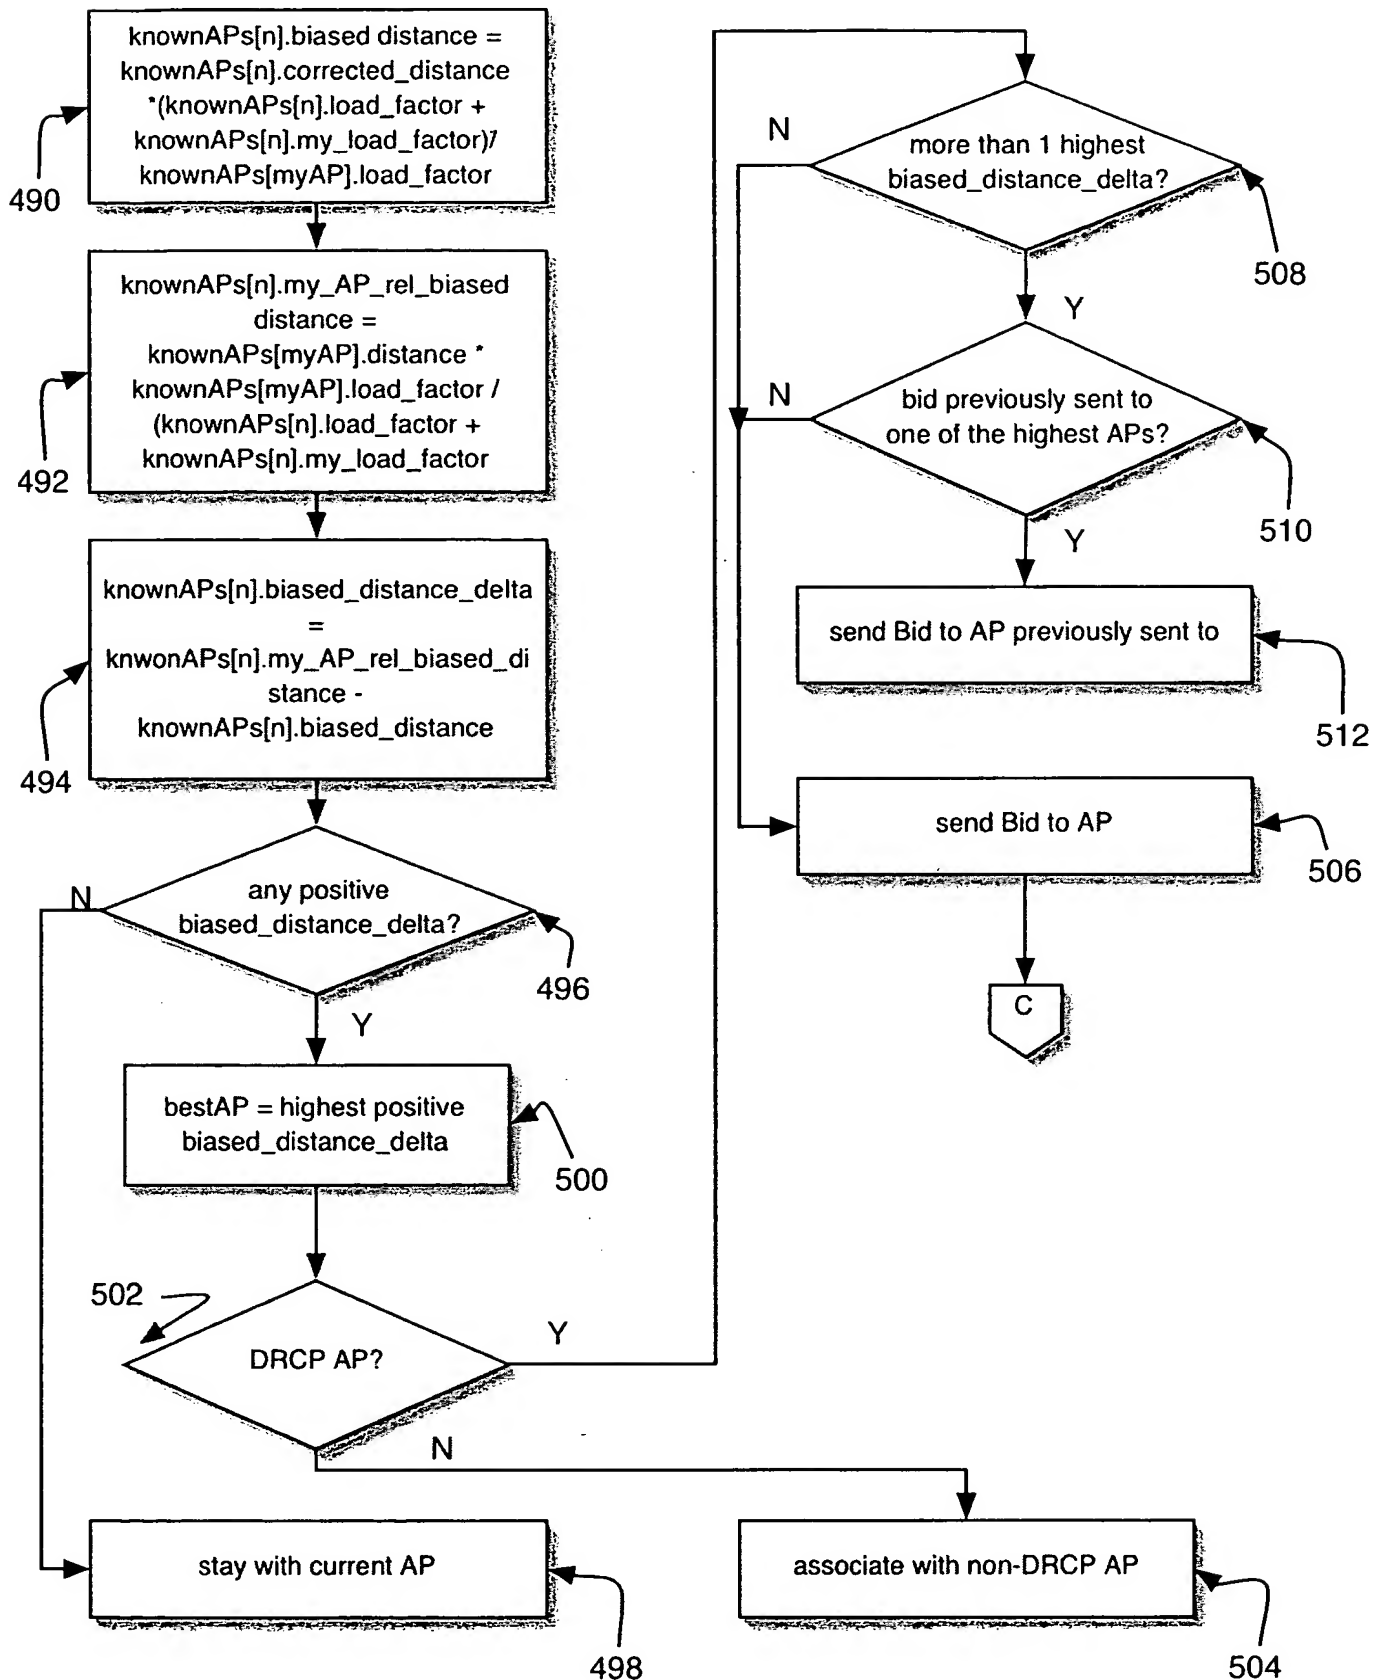 knownAPs[n].biased distance =
knownAPs[n].corrected_distance
*(knownAPs[n].load_factor +
knownAPs[n].my_load_factor)/
knownAPs[myAP].load_factor
490
knownAPs[n].my_AP_rel_biased
distance =
knownAPs[myAP].distance *
knownAPs[myAP].load_factor /
(knownAPs[n].load_factor +
knownAPs[n].my_load_factor
492
knownAPs[n].biased_distance_delta
=
knwonAPs[n].my_AP_rel_biased_di
stance -
knownAPs[n].biased_distance
494
any positive
biased_distance_delta?
N
496
Y
bestAP = highest positive
biased_distance_delta
500
502
DRCP AP?
Y
N
stay with current AP
498
associate with non-DRCP AP
504
more than 1 highest
biased_distance_delta?
N
508
Y
bid previously sent to
one of the highest APs?
N
510
Y
send Bid to AP previously sent to
512
send Bid to AP
506
C